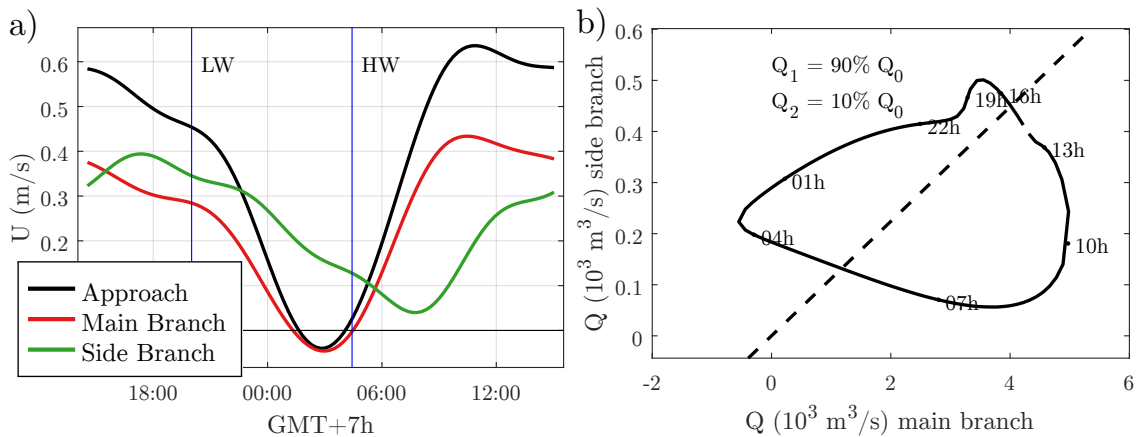 a)
U (m/s)
0.6
0.5
0.4
0.3
0.2
LW
HW
Approach
Main Branch
Side Branch
18:00
00:00
06:00
12:00
GMT+7h
b)
Q (10³ m³/s) side branch
0.6
0.5
0.4
0.3
0.2
0.1
0
Q₁ = 90% Q₀
Q₂ = 10% Q₀
19h
16h
22h
13h
01h
04h
10h
07h
-2
0
2
4
6
Q (10³ m³/s) main branch